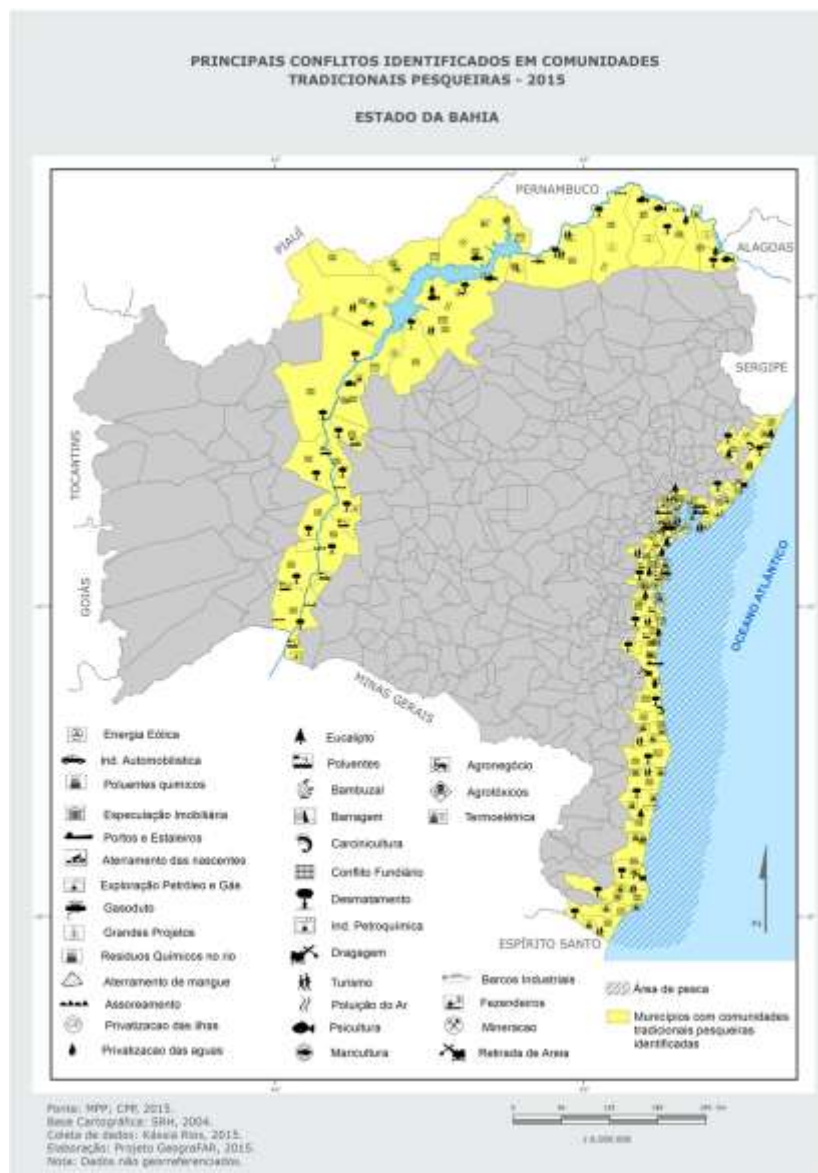 PRINCIPAIS CONFLITOS IDENTIFICADOS EM COMUNIDADES
TRADICIONAIS PESQUEIRAS - 2015
ESTADO DA BAHIA
PERNAMBUCO
PIAUÍ
ALAGOAS
SERGIPE
TOCANTINS
OCEANO ATLÂNTICO
GOIÁS
MINAS GERAIS
ESPÍRITO SANTO
Energia Eólica
Ind. Automobilistica
Poluentes quimicos
Especulação Imobiliária
Portos e Estaleiros
Aterramento das nascentes
Exploração Petróleo e Gás
Gasoduto
Grandes Projetos
Residuos Químicos no rio
Aterramento de mangue
Assoreamento
Privatizacao das ilhas
Privatizacao das aguas
Eucalipto
Poluentes
Bambuzal
Barragem
Carcinicultura
Conflito Fundiário
Desmatamento
Ind. Petroquimica
Dragagem
Turismo
Poluição do Ar
Psicultura
Maricultura
Agronegócio
Agrotóxicos
Termoelétrica
Barcos Industriais
Fazendeiros
Mineracao
Retirada de Areia
Área de pesca
Municípios com comunidades
tradicionais pesqueiras
identificadas
Fonte: MPP; CPP, 2015.
Base Cartográfica: SRH, 2004.
Coleta de dados: Kássia Rios, 2015.
Elaboração: Projeto GeografAR, 2015.
Nota: Dados não georreferenciados.